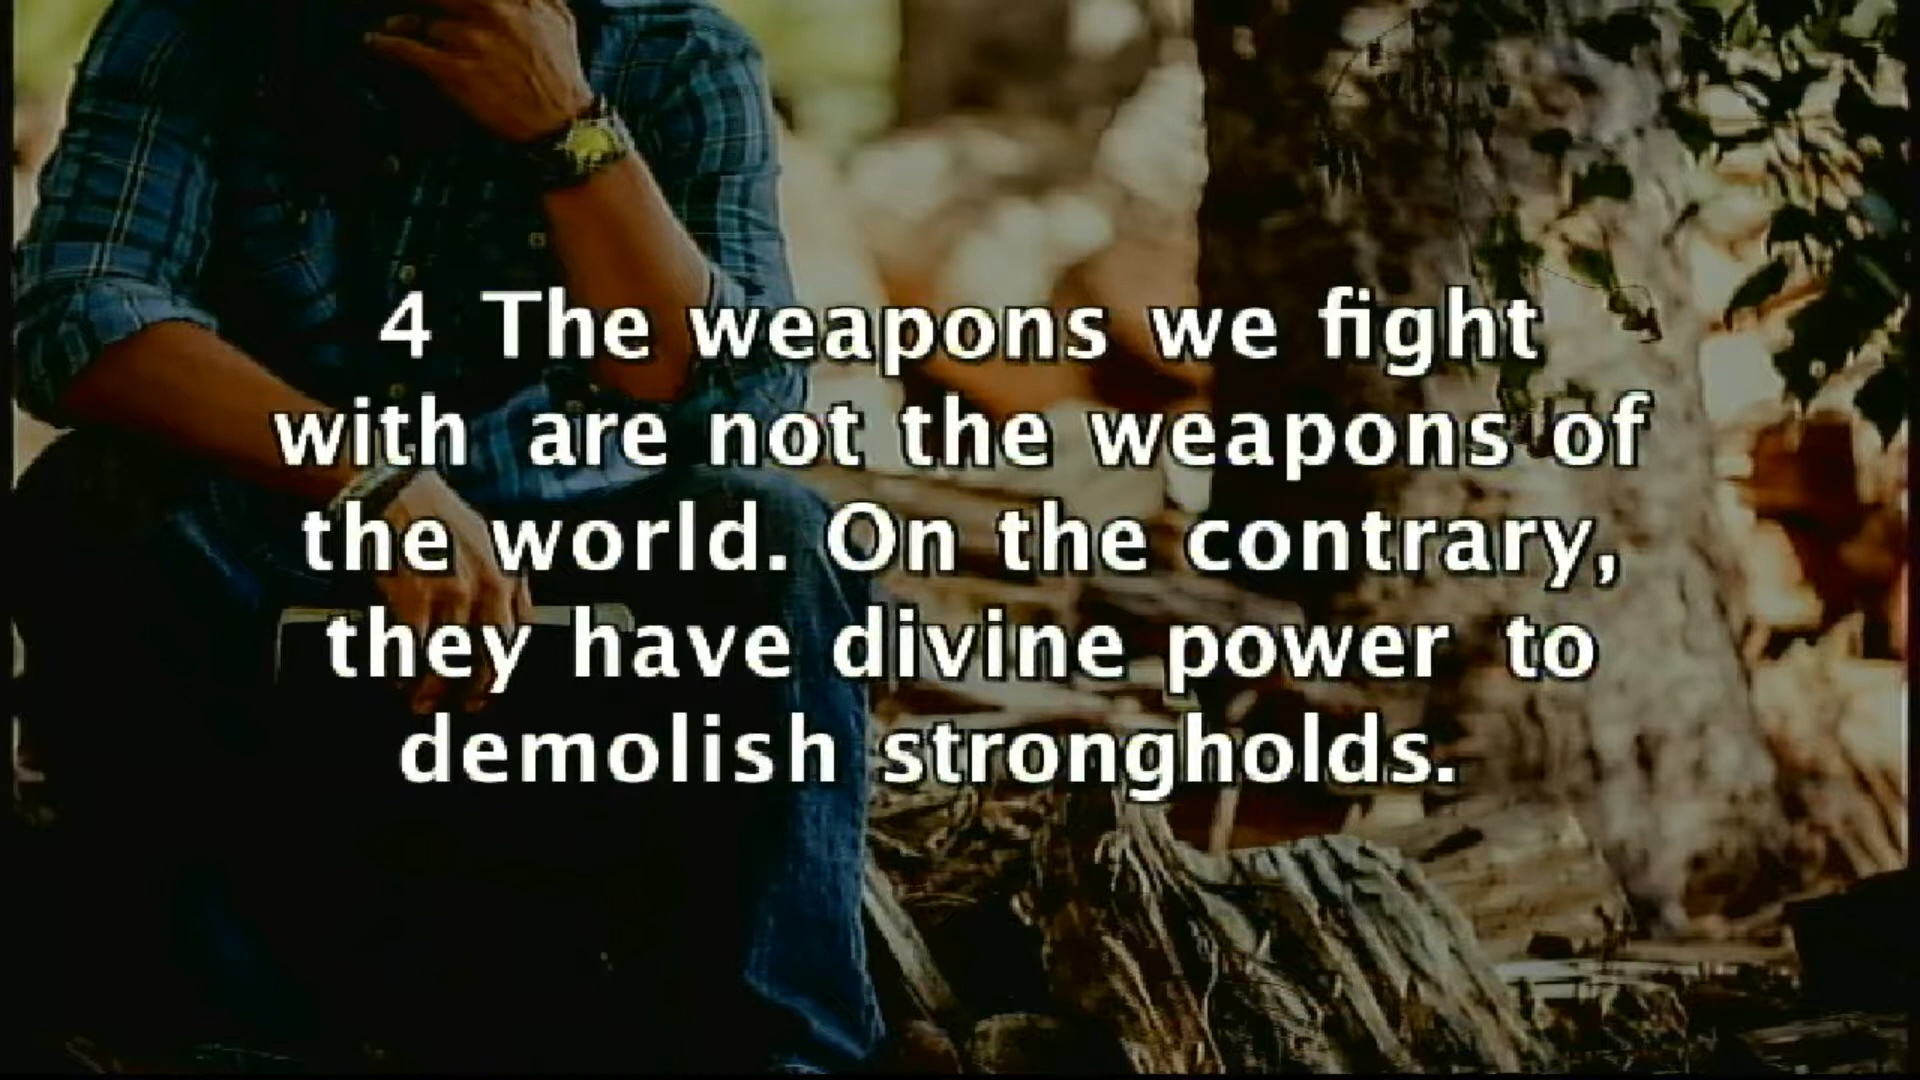 4 The weapons we fight
with are not the weapons of
the world. On the contrary,
they have divine power to
demolish strongholds.